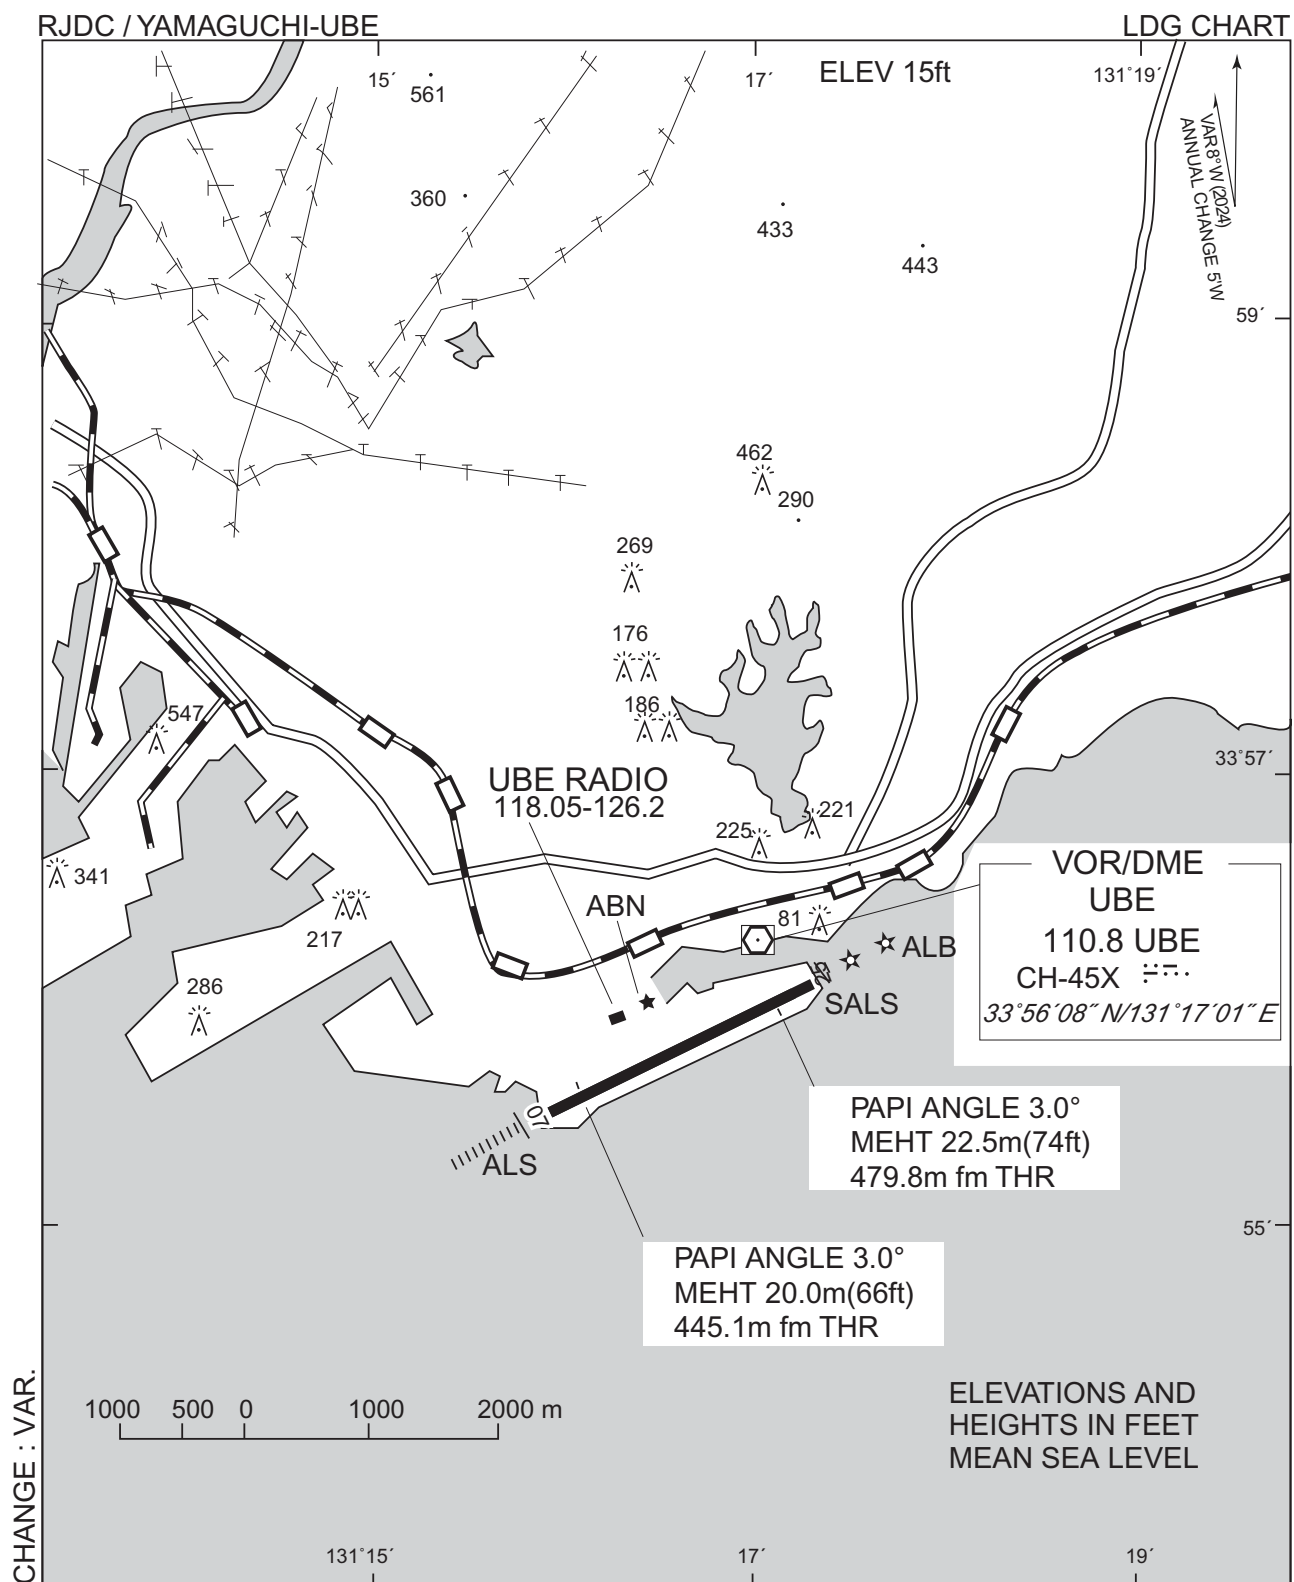 RJDC / YAMAGUCHI-UBE
LDG CHART
15´
17´
ELEV 15ft
131°19´
VAR8°W (2024)
ANNUAL CHANGE 5'W
561
360
433
443
59´
462
290
269
176
186
547
UBE RADIO
118.05-126.2
33°57´
225
221
341
217
286
ABN
81
ALB
SALS
VOR/DME
UBE
110.8 UBE
CH-45X
33°56´08˝ N/131°17´01˝ E
25
07
ALS
PAPI ANGLE 3.0°
MEHT 22.5m(74ft)
479.8m fm THR
55´
PAPI ANGLE 3.0°
MEHT 20.0m(66ft)
445.1m fm THR
1000 500 0 1000 2000 m
ELEVATIONS AND
HEIGHTS IN FEET
MEAN SEA LEVEL
CHANGE : VAR.
131°15´
17´
19´